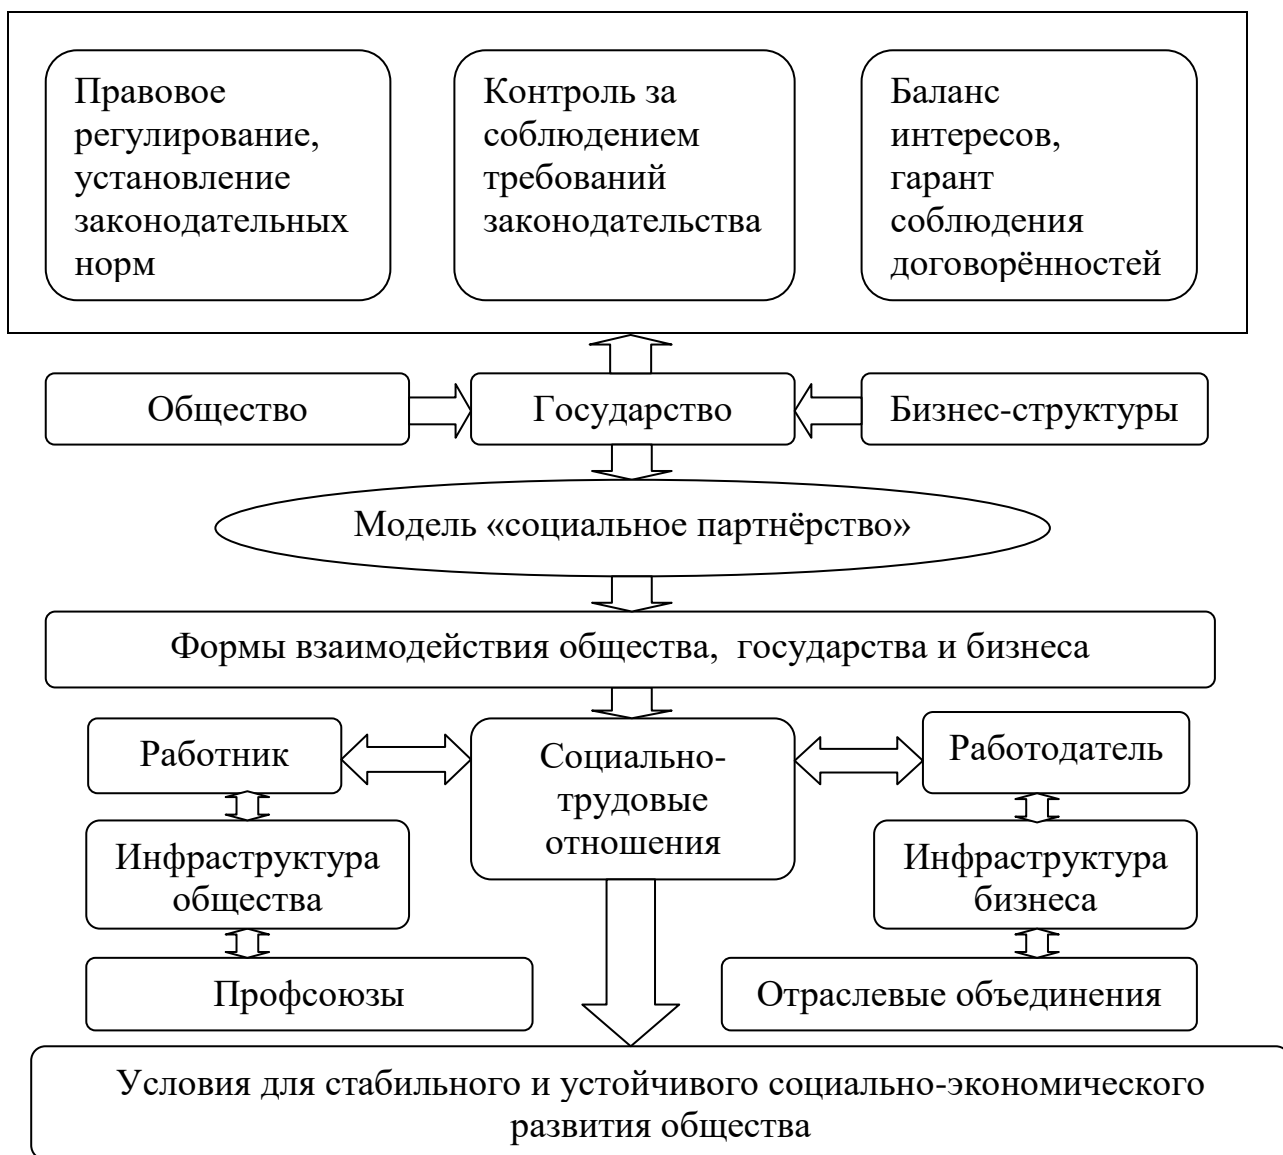 Правовое
регулирование,
установление
законодательных
норм
Контроль за
соблюдением
требований
законодательства
Баланс
интересов,
гарант
соблюдения
договорённостей
Общество
Государство
Бизнес-структуры
Модель «социальное партнёрство»
Формы взаимодействия общества, государства и бизнеса
Работник
Социально-
трудовые
отношения
Работодатель
Инфраструктура
общества
Инфраструктура
бизнеса
Профсоюзы
Отраслевые объединения
Условия для стабильного и устойчивого социально-экономического
развития общества